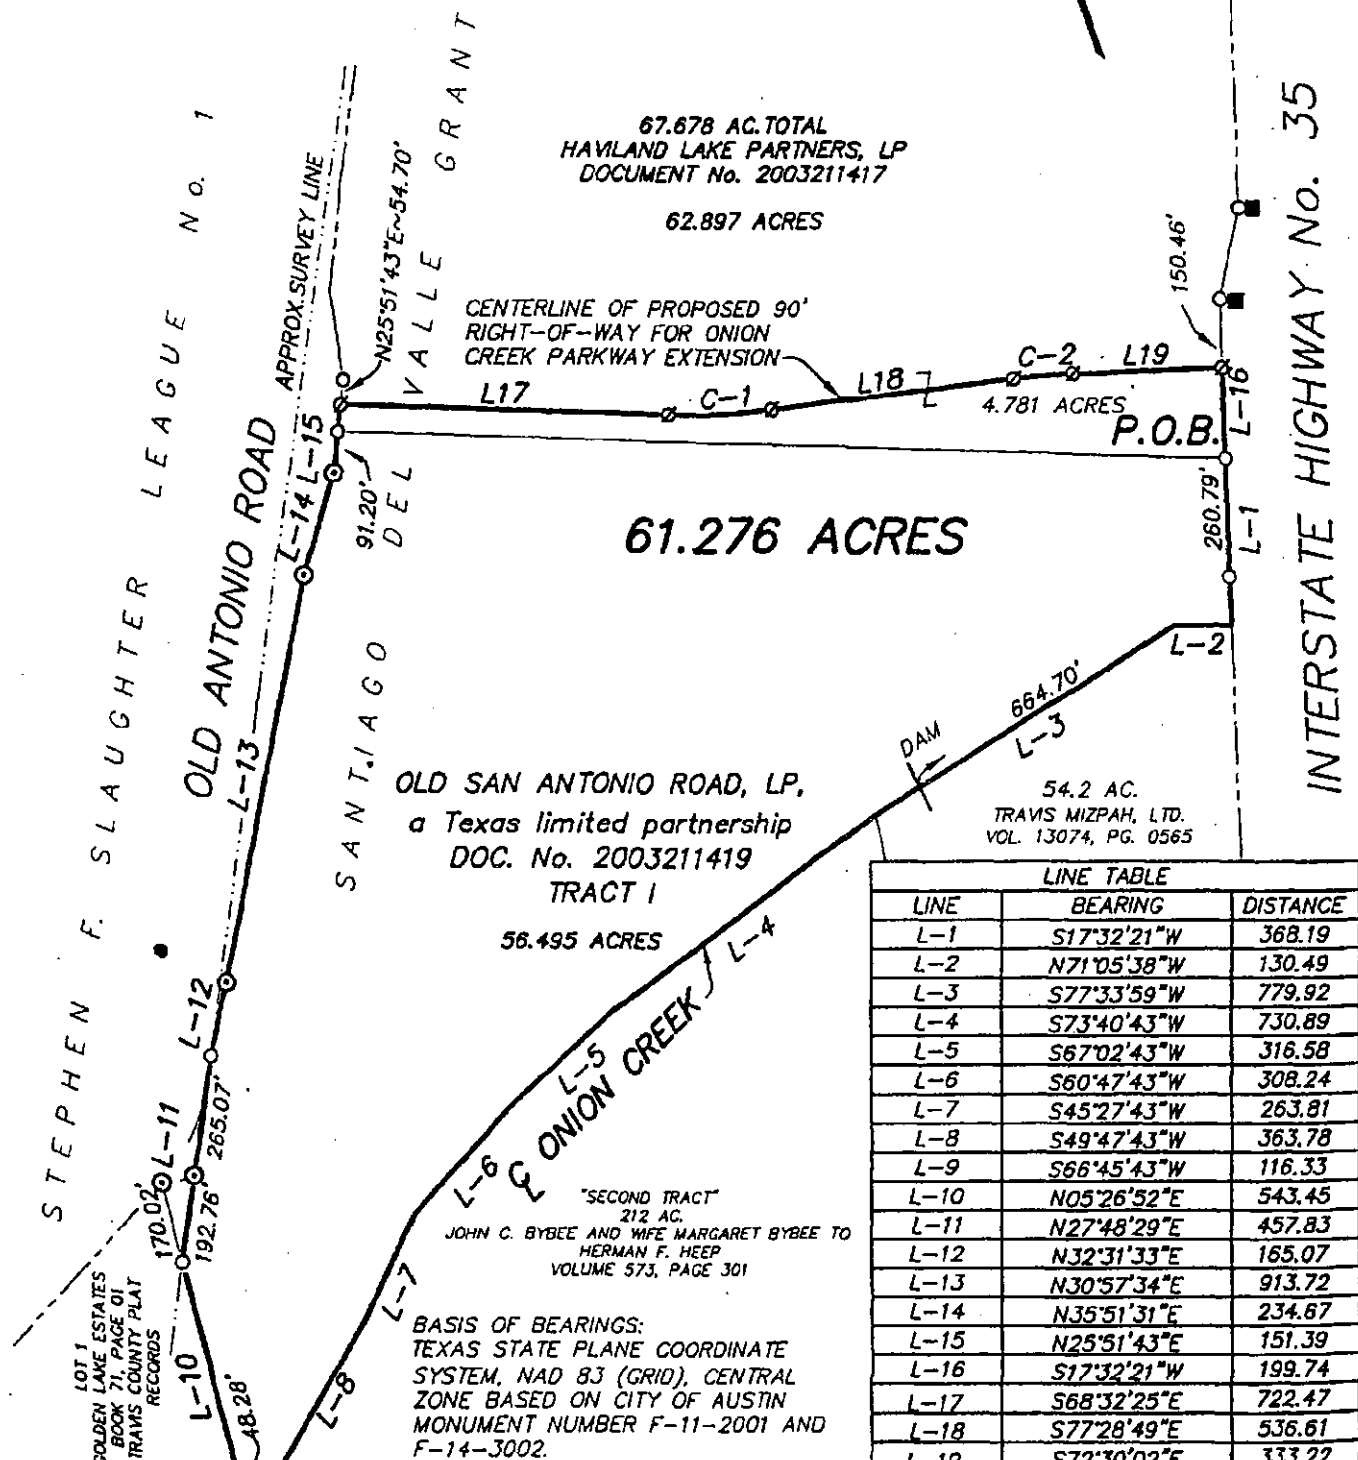 67.678 AC. TOTAL
HAVILAND LAKE PARTNERS, LP
DOCUMENT No. 2003211417
62.897 ACRES
INTERSTATE HIGHWAY No. 35
STEPHEN F. SLAUGHTER LEAGUE No. 1
SANTIAGO DEL VALLE GRANT
APPROX. SURVEY LINE
OLD ANTONIO ROAD
N25°51'43"E~54.70'
150.46'
CENTERLINE OF PROPOSED 90'
RIGHT-OF-WAY FOR ONION
CREEK PARKWAY EXTENSION
L17
C-1
L18
C-2
L19
L-16
4.781 ACRES
P.O.B.
L-15
L-14
91.20'
260.79'
L-1
61.276 ACRES
L-2
664.70'
L-3
DAM
L-13
OLD SAN ANTONIO ROAD, LP,
a Texas limited partnership
DOC. No. 2003211419
TRACT I
56.495 ACRES
54.2 AC.
TRAVIS MIZPAH, LTD.
VOL. 13074, PG. 0565
L-4
L-12
L-5
℄ ONION CREEK
L-6
L-11
265.07'
170.02'
192.76'
"SECOND TRACT"
212 AC.
JOHN C. BYBEE AND WIFE MARGARET BYBEE TO
HERMAN F. HEEP
VOLUME 573, PAGE 301
L-7
L-8
L-10
48.28'
LOT 1
GOLDEN LAKE ESTATES
BOOK 71, PAGE 01
TRAVIS COUNTY PLAT
RECORDS
BASIS OF BEARINGS:
TEXAS STATE PLANE COORDINATE
SYSTEM, NAD 83 (GRID), CENTRAL
ZONE BASED ON CITY OF AUSTIN
MONUMENT NUMBER F-11-2001 AND
F-14-3002.
LINE TABLE
LINE BEARING DISTANCE
L-1 S17°32'21"W 368.19
L-2 N71°05'38"W 130.49
L-3 S77°33'59"W 779.92
L-4 S73°40'43"W 730.89
L-5 S67°02'43"W 316.58
L-6 S60°47'43"W 308.24
L-7 S45°27'43"W 263.81
L-8 S49°47'43"W 363.78
L-9 S66°45'43"W 116.33
L-10 N05°26'52"E 543.45
L-11 N27°48'29"E 457.83
L-12 N32°31'33"E 165.07
L-13 N30°57'34"E 913.72
L-14 N35°51'31"E 234.67
L-15 N25°51'43"E 151.39
L-16 S17°32'21"W 199.74
L-17 S68°32'25"E 722.47
L-18 S77°28'49"E 536.61
L-19 S72°30'02"E 333.22